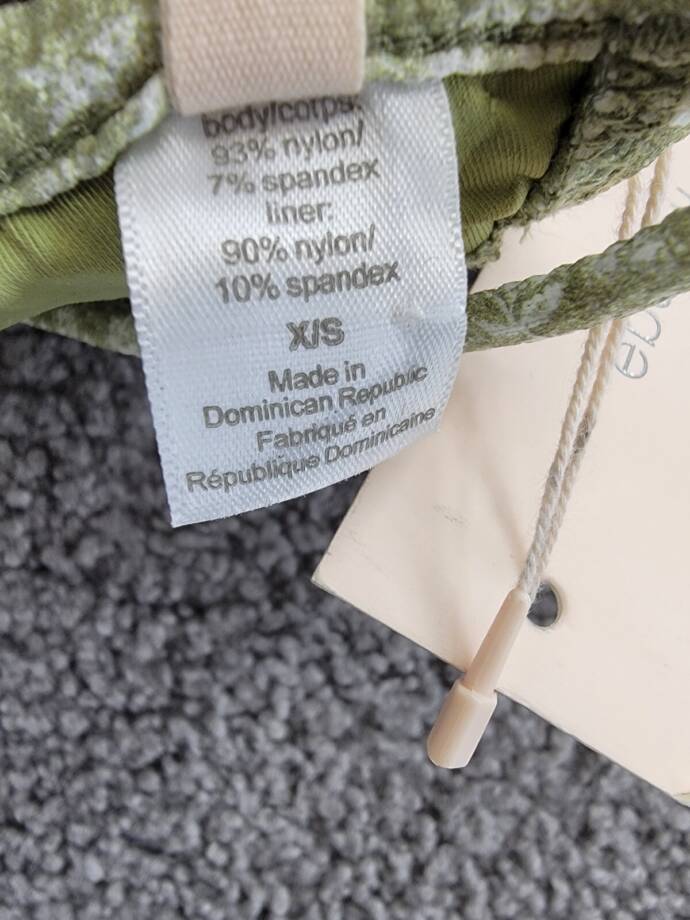 body/corps:
93% nylon/
7% spandex
liner:
90% nylon/
10% spandex
X/S
Made in
Dominican Republic
Fabriqué en
République Dominicaine